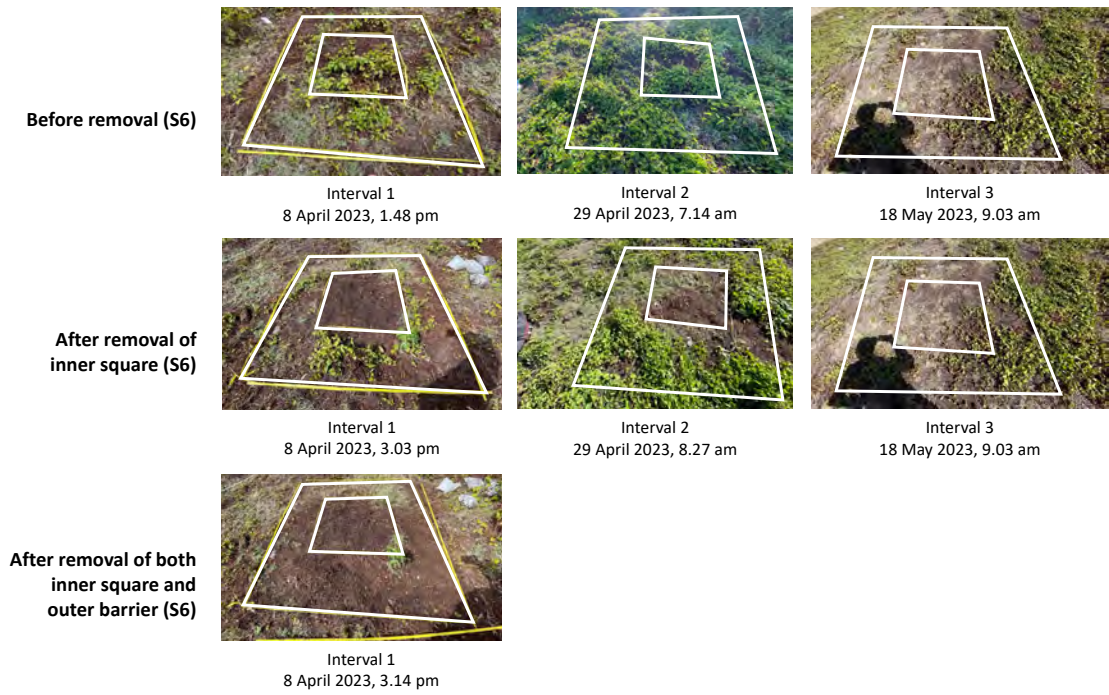 Before removal (S6)
Interval 1
8 April 2023, 1.48 pm
Interval 2
29 April 2023, 7.14 am
Interval 3
18 May 2023, 9.03 am
After removal of
inner square (S6)
Interval 1
8 April 2023, 3.03 pm
Interval 2
29 April 2023, 8.27 am
Interval 3
18 May 2023, 9.03 am
After removal of both
inner square and
outer barrier (S6)
Interval 1
8 April 2023, 3.14 pm